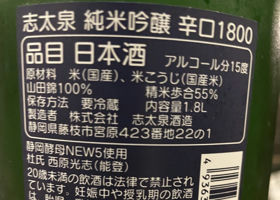 志太泉 純米吟醸 辛口1800
品目 日本酒 アルコール分15度
原材料 米(国産)、米こうじ(国産米)
山田錦100% 精米歩合55%
保存方法 要冷蔵 内容量 1.8L
製造者 株式会社 志太泉酒造
静岡県藤枝市宮原423番地22の1
静岡酵母NEW5使用
杜氏 西原光志(能登)
20歳未満の飲酒は法律で禁止され
ています。妊娠中や授乳期の飲酒